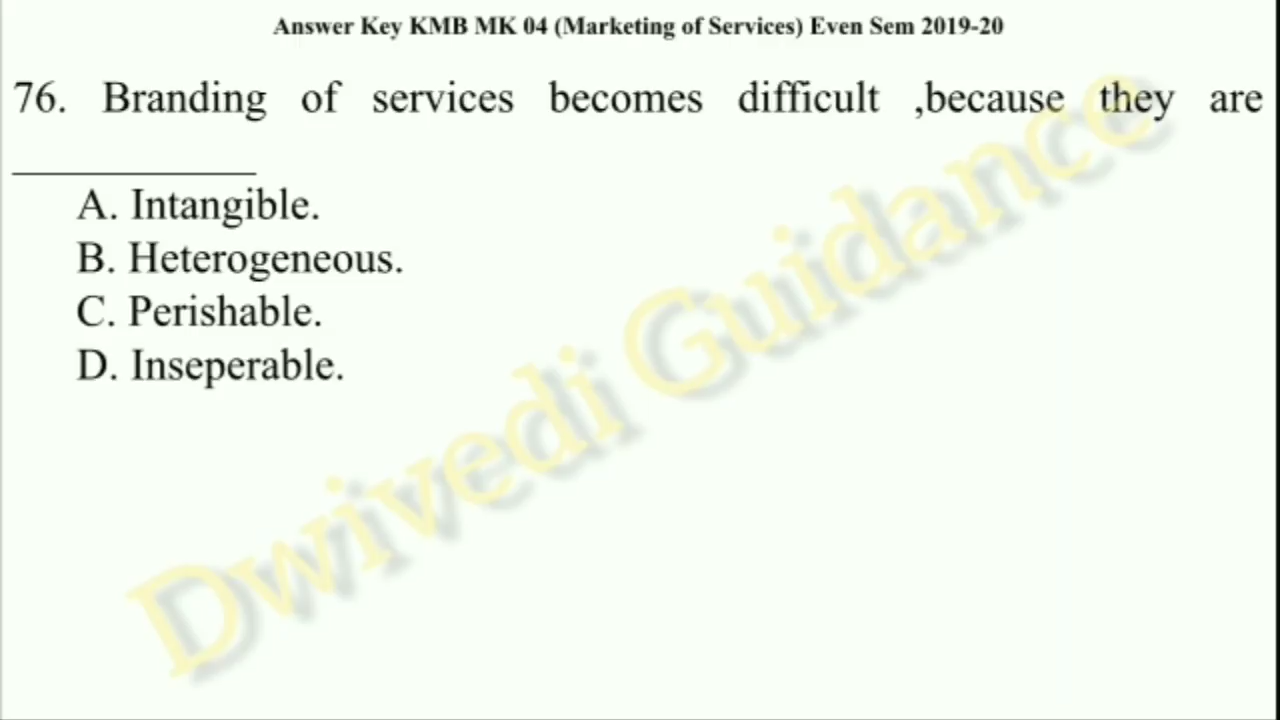 Answer Key KMB MK 04 (Marketing of Services) Even Sem 2019-20
76. Branding of services becomes difficult ,because they are
____________
A. Intangible.
B. Heterogeneous.
C. Perishable.
D. Inseperable.
Dwivedi Guidance